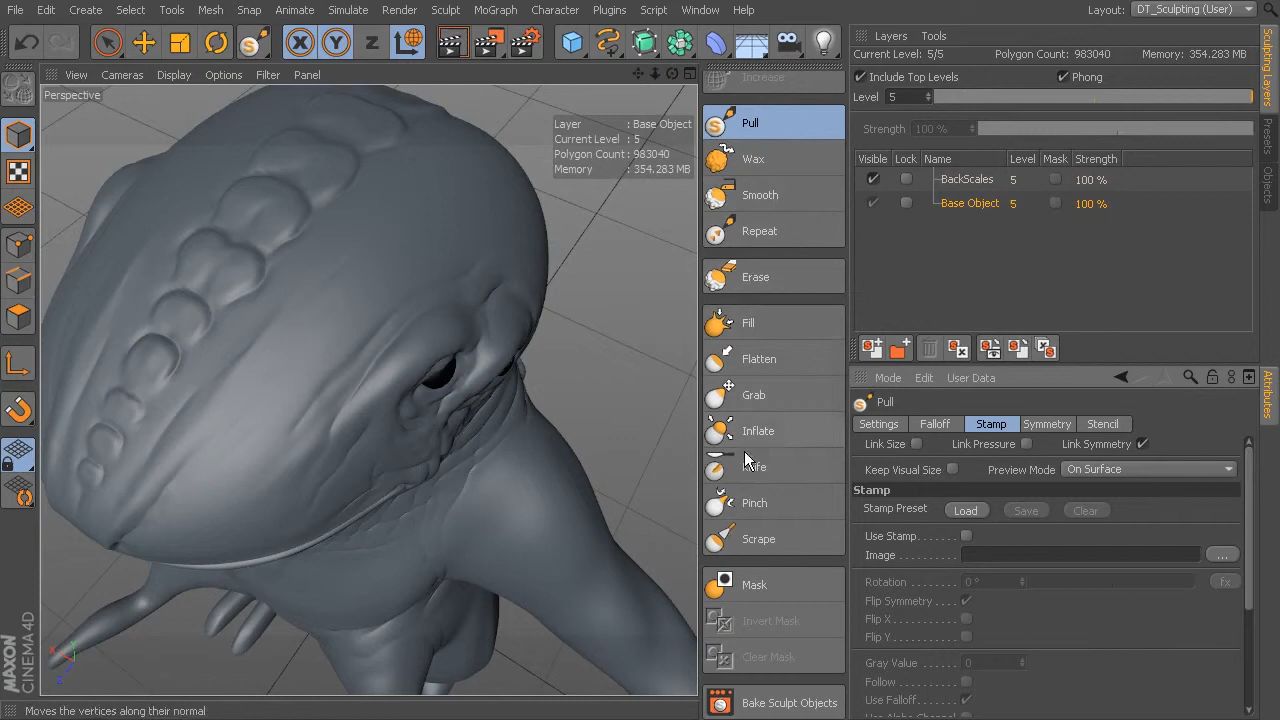 File Edit Create Select Tools Mesh Snap Animate Simulate Render Sculpt MoGraph Character Plugins Script Window Help Layout: DT_Sculpting (User)
View Cameras Display Options Filter Panel
Perspective
Layer : Base Object
Current Level : 5
Polygon Count : 983040
Memory : 354.283 MB
Increase
Pull
Wax
Smooth
Repeat
Erase
Fill
Flatten
Grab
Inflate
Pinch
Scrape
Mask
Invert Mask
Clear Mask
Bake Sculpt Objects
Layers Tools
Current Level: 5/5 Polygon Count: 983040 Memory: 354.283 MB
Include Top Levels Phong
Level 5
Strength 100 %
Visible Lock Name Level Mask Strength
BackScales 5 100 %
Base Object 5 100 %
Mode Edit User Data
Pull
Settings Falloff Stamp Symmetry Stencil
Link Size Link Pressure Link Symmetry
Keep Visual Size Preview Mode On Surface
Stamp
Stamp Preset Load Save Clear
Use Stamp
Image ...
Rotation 0 ° fx
Flip Symmetry
Flip X
Flip Y
Gray Value 0
Follow
Use Falloff
Sculpting Layers
Presets
Objects
Attributes
X Y Z
MAXON
CINEMA 4D
Moves the vertices along their normal